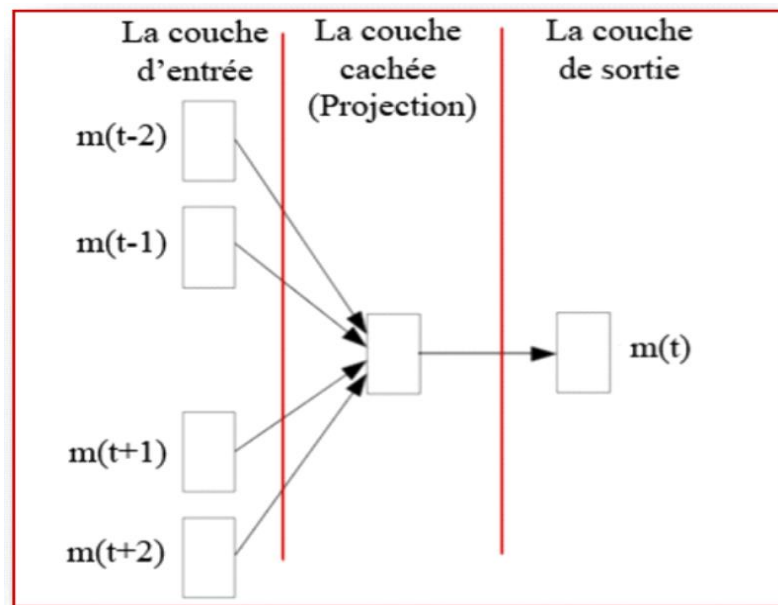 La couche
d’entrée
La couche
cachée
(Projection)
La couche
de sortie
m(t-2)
m(t-1)
m(t)
m(t+1)
m(t+2)